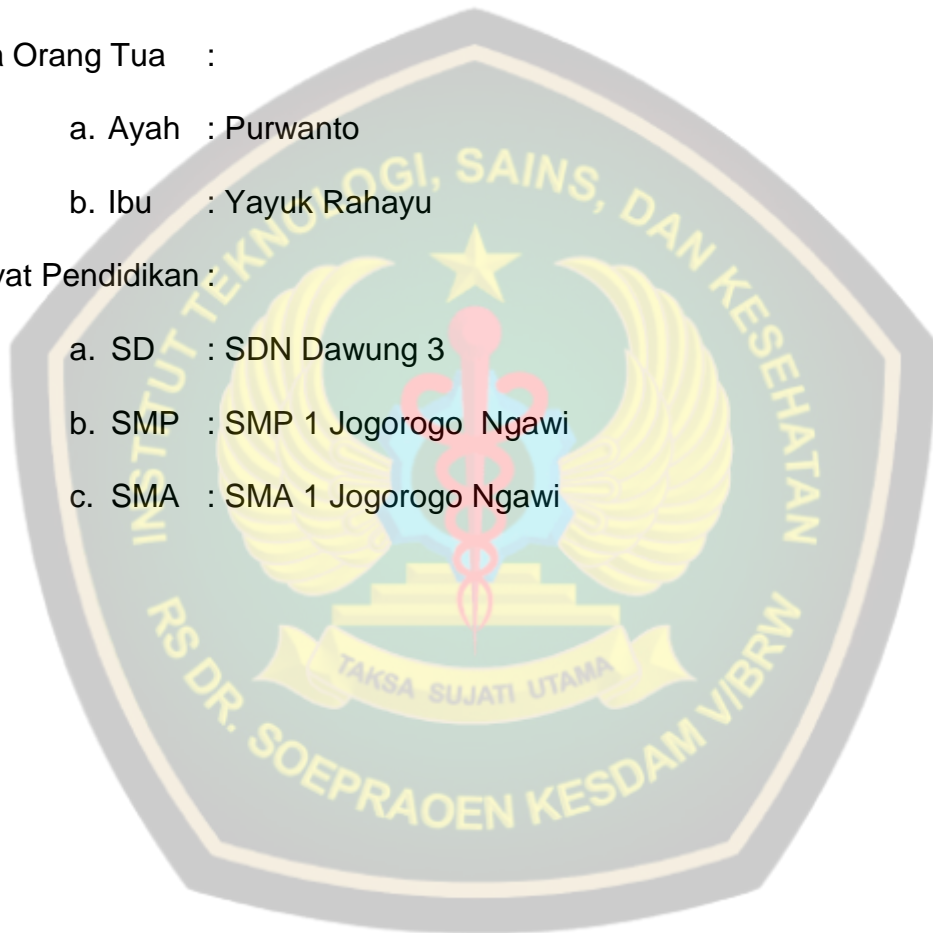 a Orang Tua :
a. Ayah : Purwanto
b. Ibu : Yayuk Rahayu
yat Pendidikan :
a. SD : SDN Dawung 3
b. SMP : SMP 1 Jogorogo Ngawi
c. SMA : SMA 1 Jogorogo Ngawi
INSTITUT TEKNOLOGI, SAINS, DAN KESEHATAN
TAKSA SUJATI UTAMA
RS DR. SOEPRAOEN KESDAM V/BRW